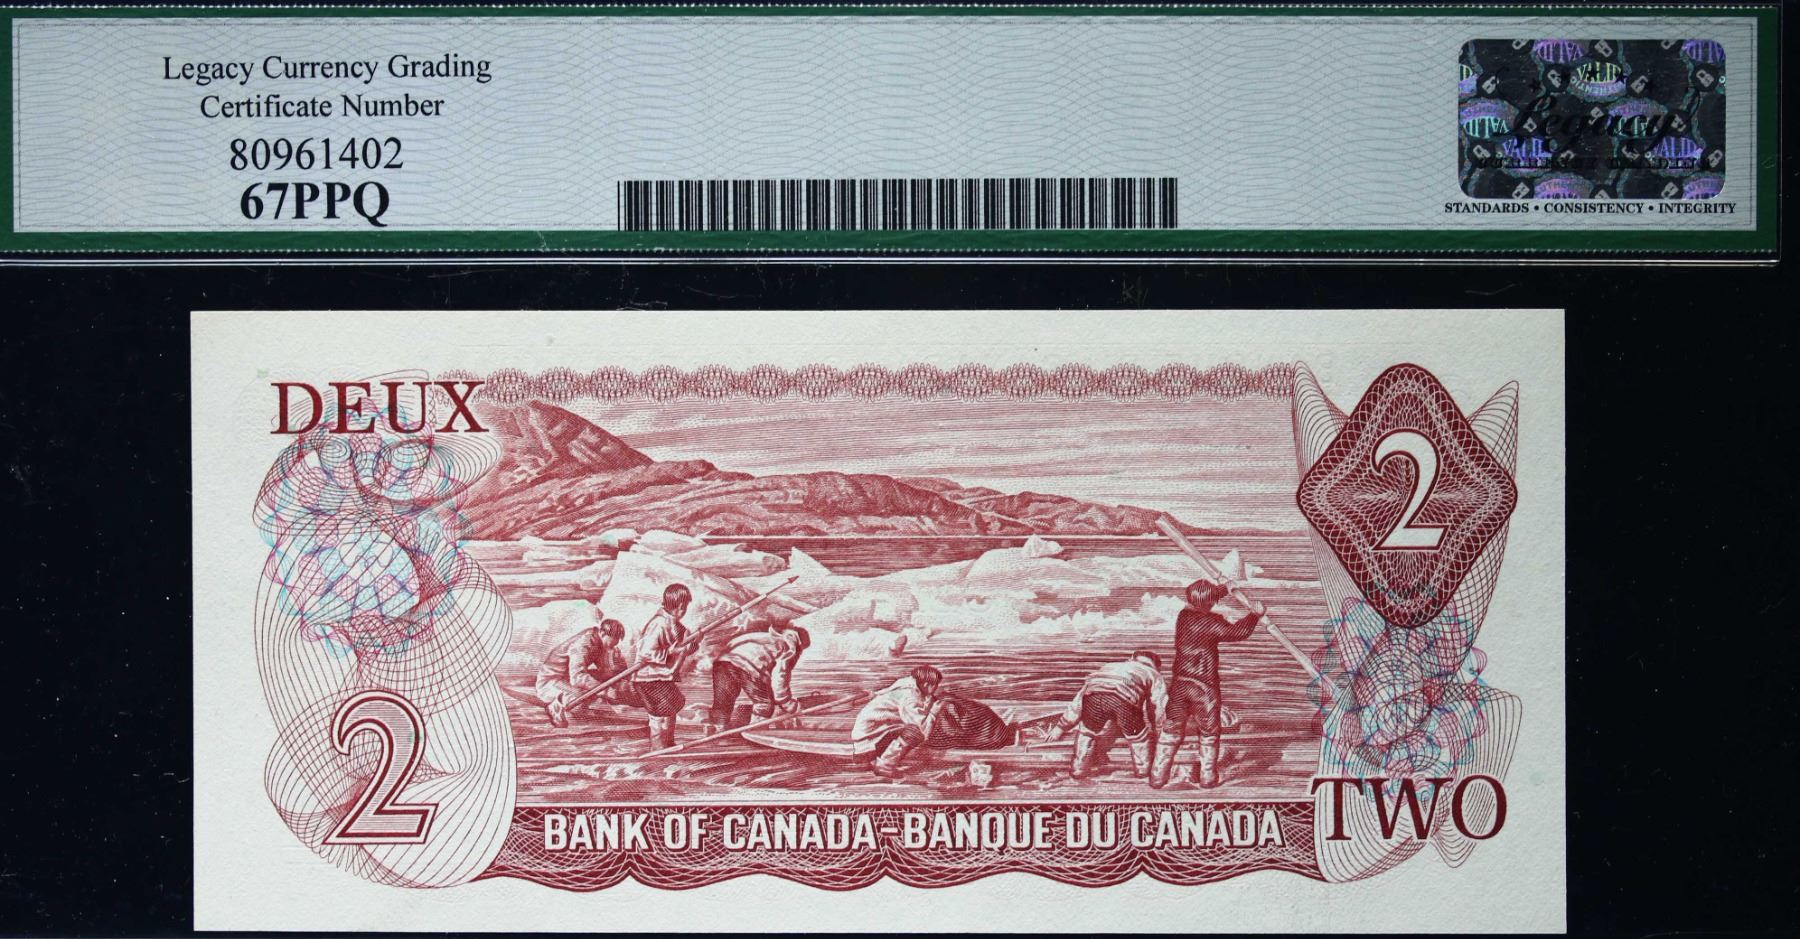 Legacy Currency Grading
Certificate Number
80961402
67PPQ
Legacy
STANDARDS • CONSISTENCY • INTEGRITY
DEUX
2
2
TWO
BANK OF CANADA-BANQUE DU CANADA